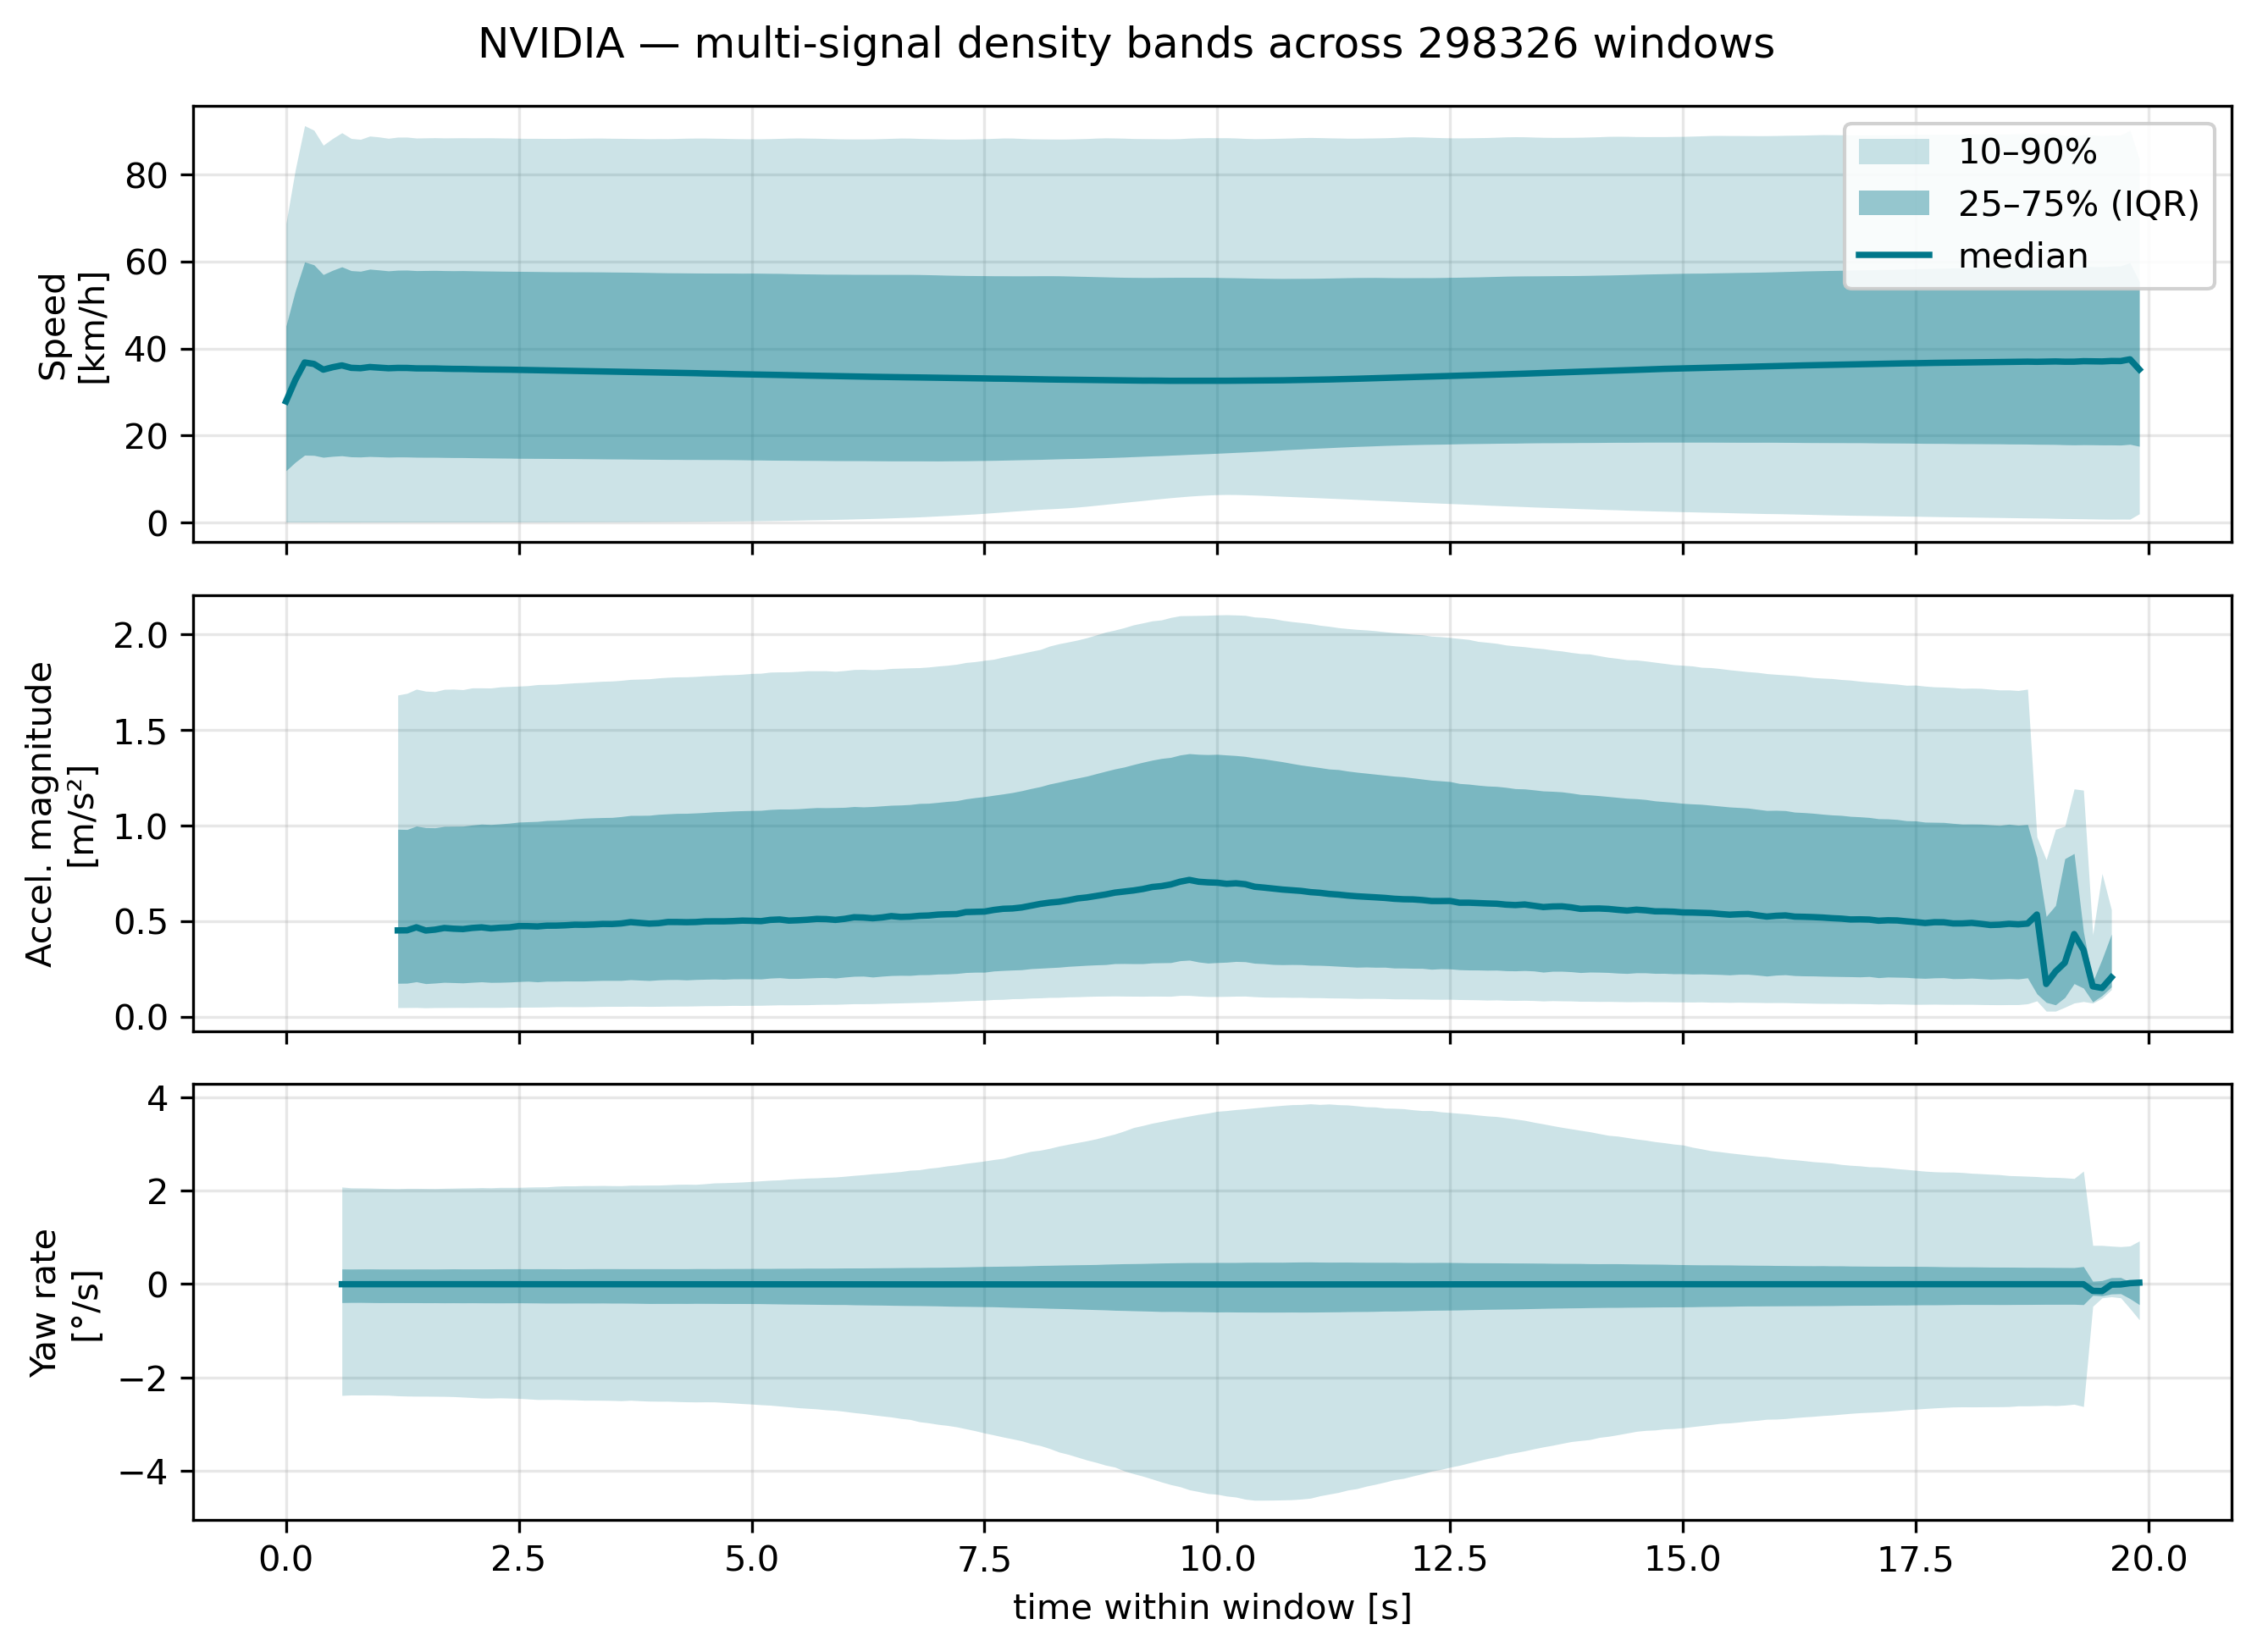 NVIDIA — multi-signal density bands across 298326 windows
Speed
[km/h]
80
60
40
20
0
10–90%
25–75% (IQR)
median
Accel. magnitude
[m/s²]
2.0
1.5
1.0
0.5
0.0
Yaw rate
[°/s]
4
2
0
−2
−4
0.0 2.5 5.0 7.5 10.0 12.5 15.0 17.5 20.0
time within window [s]